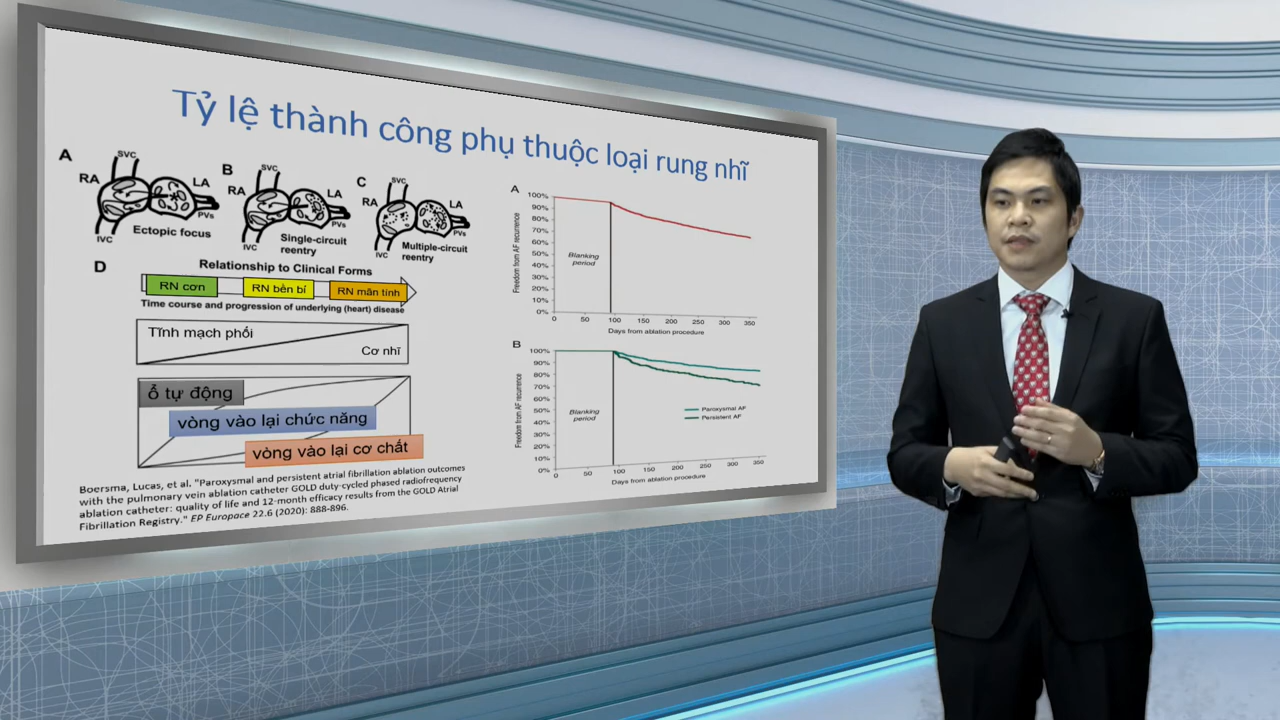 Tỷ lệ thành công phụ thuộc loại rung nhĩ
A
SVC
RA
LA
PVs
IVC
Ectopic focus
B
SVC
RA
LA
PVs
IVC
Single-circuit
reentry
C
SVC
RA
LA
PVs
IVC
Multiple-circuit
reentry
D
Relationship to Clinical Forms
RN cơn
RN bền bỉ
RN mãn tính
Time course and progression of underlying (heart) disease
Tĩnh mạch phổi
Cơ nhĩ
ổ tự động
vòng vào lại chức năng
vòng vào lại cơ chất
Boersma, Lucas, et al. "Paroxysmal and persistent atrial fibrillation ablation outcomes
with the pulmonary vein ablation catheter GOLD duty-cycled phased radiofrequency
ablation catheter: quality of life and 12-month efficacy results from the GOLD Atrial
Fibrillation Registry." EP Europace 22.6 (2020): 888-896.
A
Freedom from AF recurrence
100%
90%
80%
70%
60%
50%
40%
30%
20%
10%
0%
Blanking
period
0 50 100 150 200 250 300 350
Days from ablation procedure
B
Freedom from AF recurrence
100%
90%
80%
70%
60%
50%
40%
30%
20%
10%
0%
Blanking
period
Paroxysmal AF
Persistent AF
0 50 100 150 200 250 300 350
Days from ablation procedure